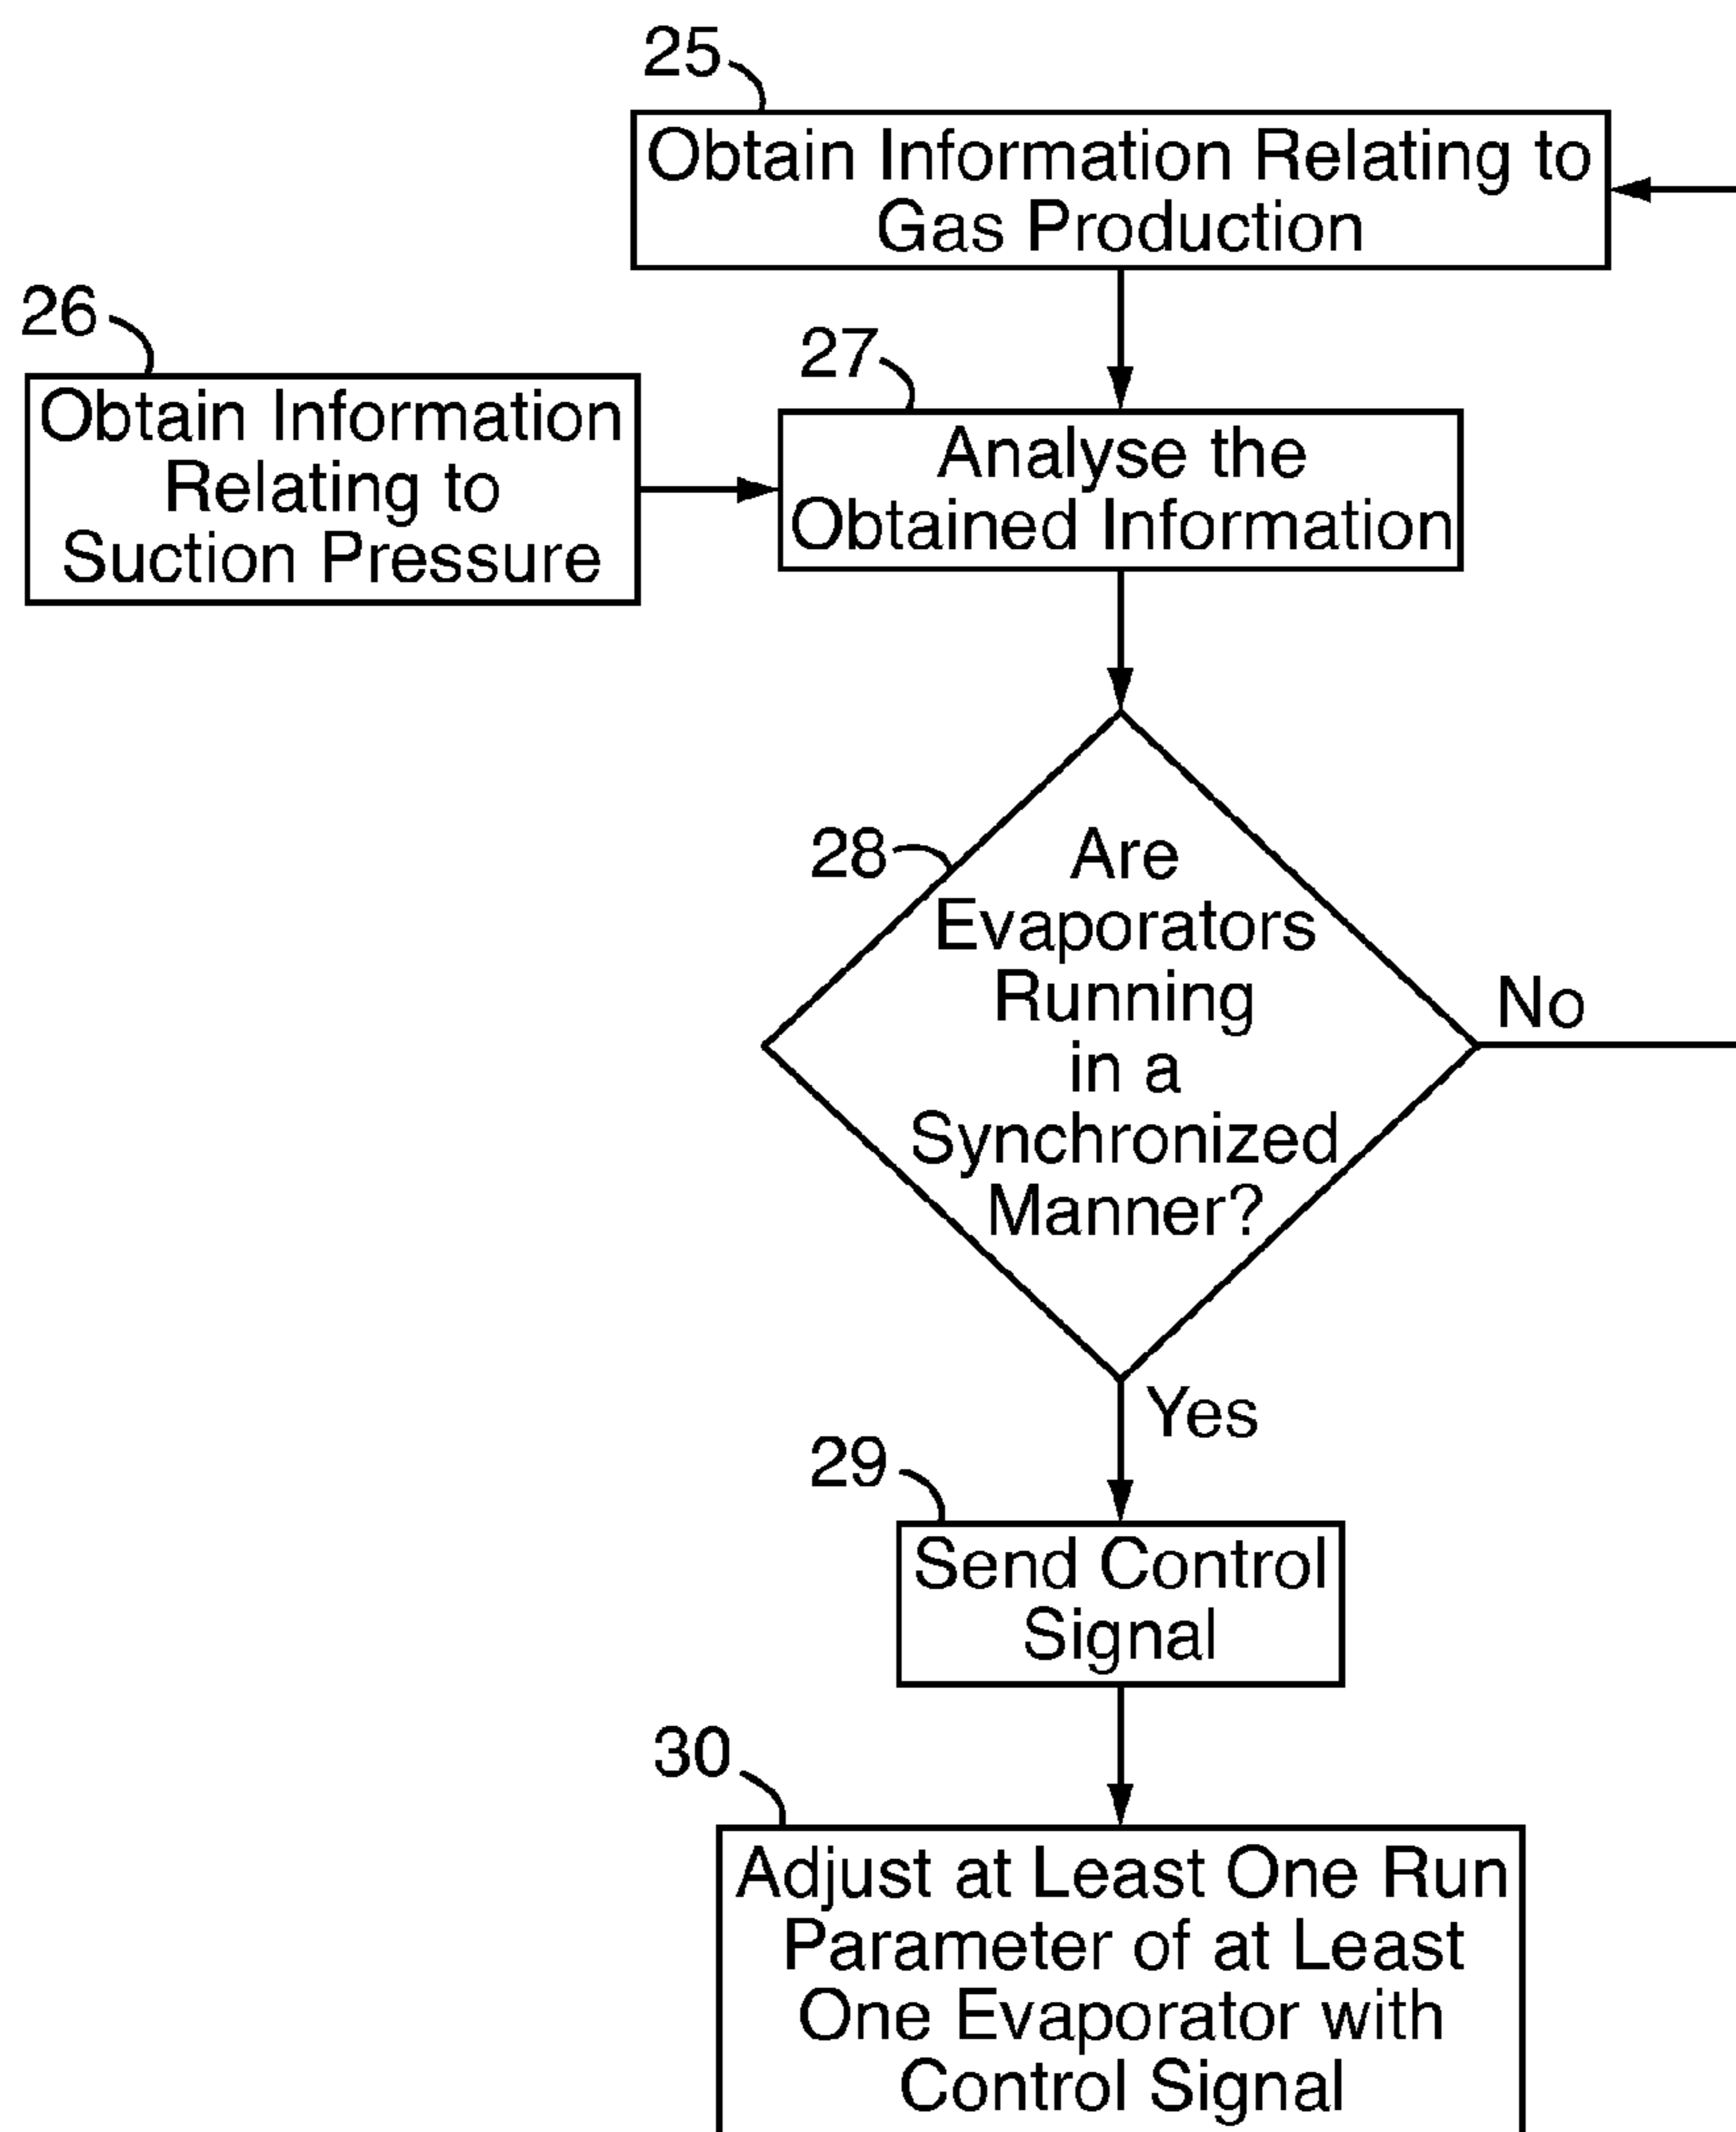 25
Obtain Information Relating to
Gas Production
26
Obtain Information
Relating to
Suction Pressure
27
Analyse the
Obtained Information
28
Are
Evaporators
Running
in a
Synchronized
Manner?
No
Yes
29
Send Control
Signal
30
Adjust at Least One Run
Parameter of at Least
One Evaporator with
Control Signal